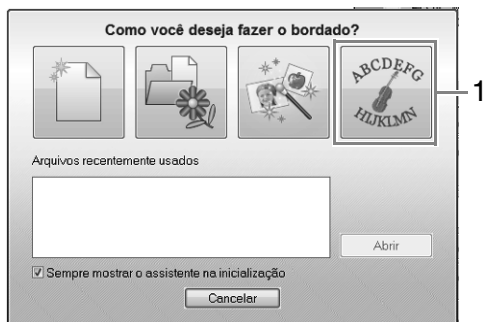 Como você deseja fazer o bordado?
ABCDEFG
HIJKLMN
1
Arquivos recentemente usados
Abrir
Sempre mostrar o assistente na inicialização
Cancelar